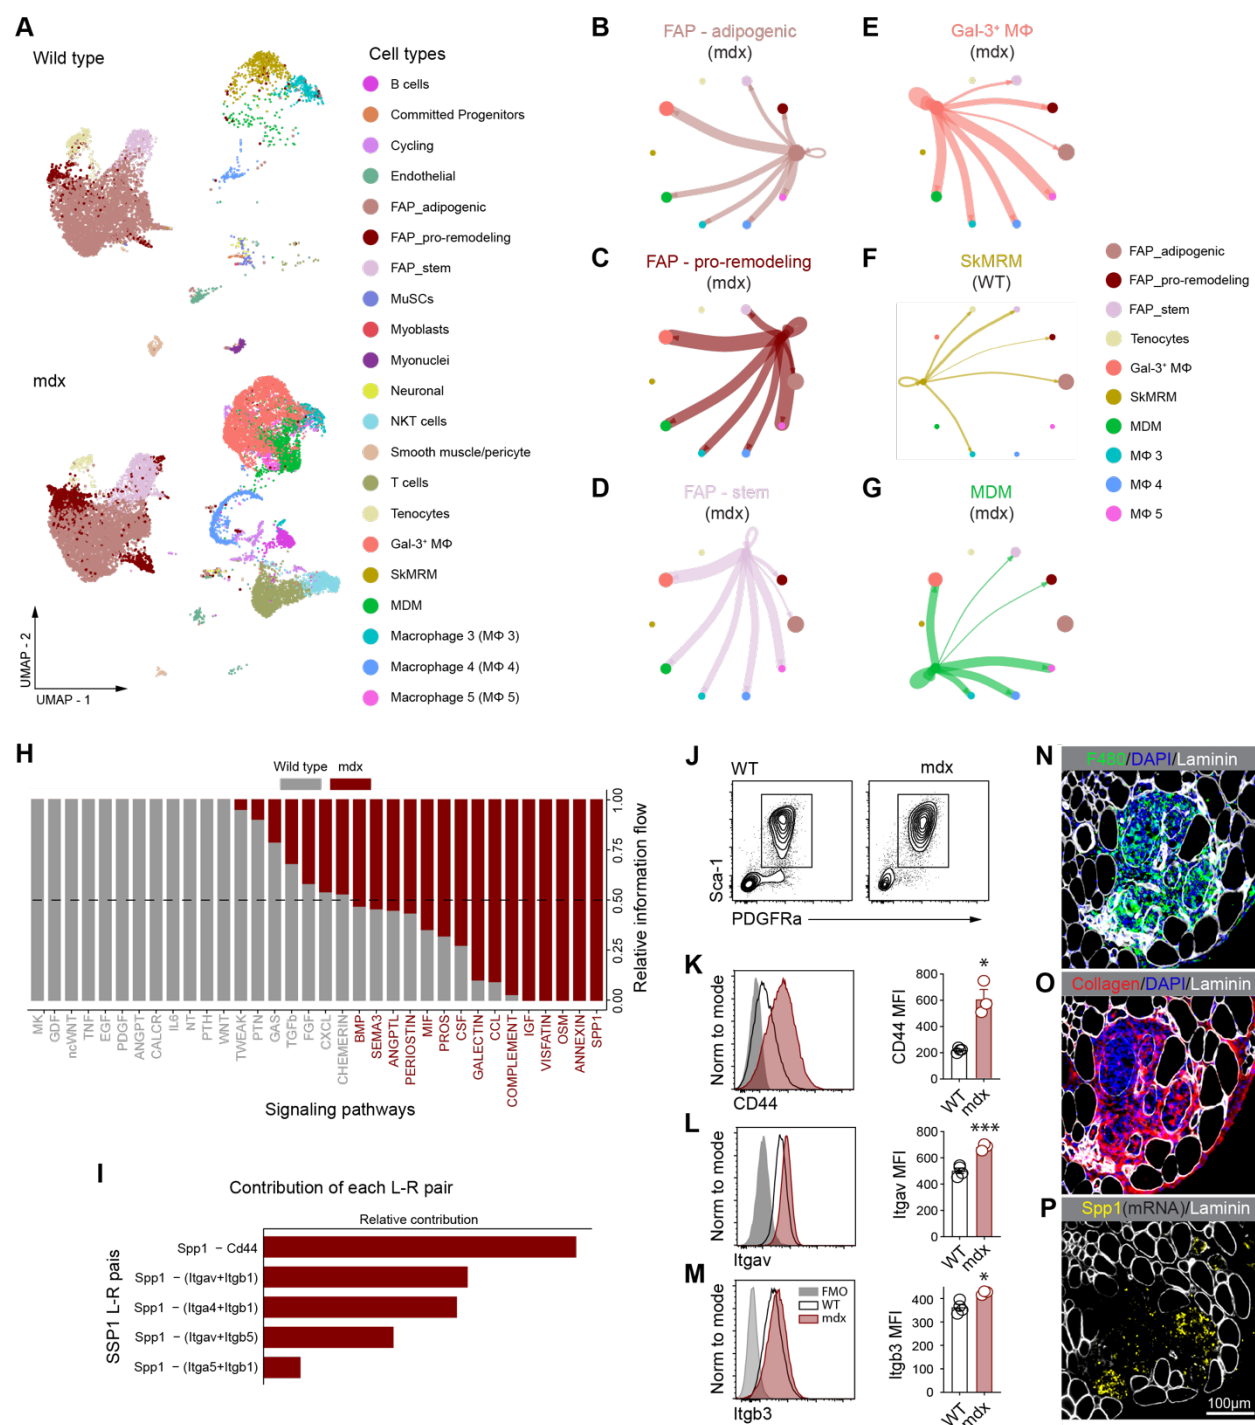 A
Wild type
mdx
UMAP - 2
UMAP - 1
Cell types
B cells
Committed Progenitors
Cycling
Endothelial
FAP_adipogenic
FAP_pro-remodeling
FAP_stem
MuSCs
Myoblasts
Myonuclei
Neuronal
NKT cells
Smooth muscle/pericyte
T cells
Tenocytes
Gal-3⁺ MΦ
SkMRM
MDM
Macrophage 3 (MΦ 3)
Macrophage 4 (MΦ 4)
Macrophage 5 (MΦ 5)
B
FAP - adipogenic
(mdx)
C
FAP - pro-remodeling
(mdx)
D
FAP - stem
(mdx)
E
Gal-3⁺ MΦ
(mdx)
F
SkMRM
(WT)
G
MDM
(mdx)
FAP_adipogenic
FAP_pro-remodeling
FAP_stem
Tenocytes
Gal-3⁺ MΦ
SkMRM
MDM
MΦ 3
MΦ 4
MΦ 5
H
Wild type
mdx
1.00
0.75
0.50
0.25
0.00
Relative information flow
MK
GDF
ncWNT
TNF
EGF
PDGF
ANGPT
CALCR
IL6
NT
PTH
WNT
TWEAK
PTN
GAS
TGFb
FGF
CXCL
CHEMERIN
BMP
SEMA3
ANGPTL
PERIOSTIN
MIF
PROS
CSF
GALECTIN
CCL
COMPLEMENT
IGF
VISFATIN
OSM
ANNEXIN
SPP1
Signaling pathways
I
Contribution of each L-R pair
Relative contribution
SSP1 L-R pais
Spp1 - Cd44
Spp1 - (Itgav+Itgb1)
Spp1 - (Itga4+Itgb1)
Spp1 - (Itgav+Itgb5)
Spp1 - (Itga5+Itgb1)
J
WT
mdx
Sca-1
PDGFRa
K
Norm to mode
CD44
CD44 MFI
800
600
400
200
0
*
WT
mdx
L
Norm to mode
Itgav
Itgav MFI
800
600
400
200
0
***
WT
mdx
M
Norm to mode
FMO
WT
mdx
Itgb3
Itgb3 MFI
400
200
0
*
WT
mdx
N
F480/DAPI/Laminin
O
Collagen/DAPI/Laminin
P
Spp1(mRNA)/Laminin
100µm